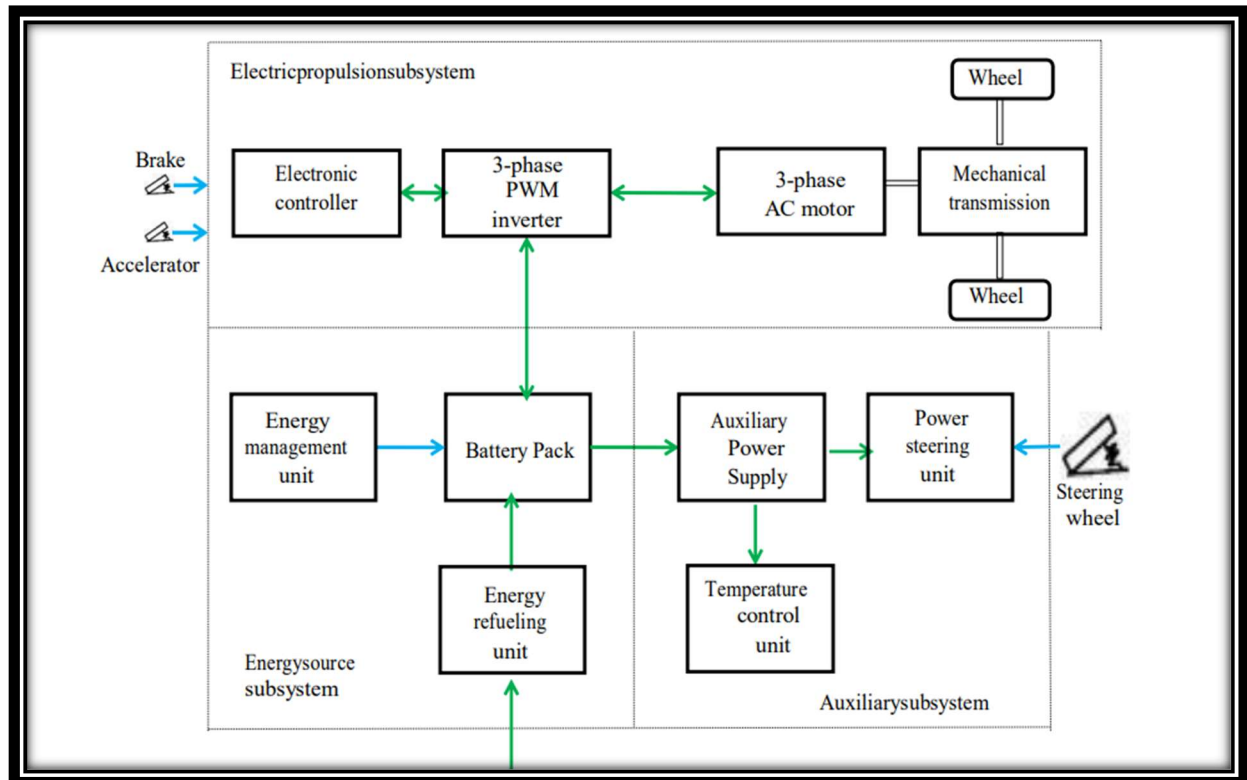 Electricpropulsionsubsystem
Wheel
Brake
Electronic
controller
3-phase
PWM
inverter
3-phase
AC motor
Mechanical
transmission
Accelerator
Wheel
Energy
management
unit
Battery Pack
Auxiliary
Power
Supply
Power
steering
unit
Steering
wheel
Energy
refueling
unit
Temperature
control
unit
Energysource
subsystem
Auxiliarysubsystem